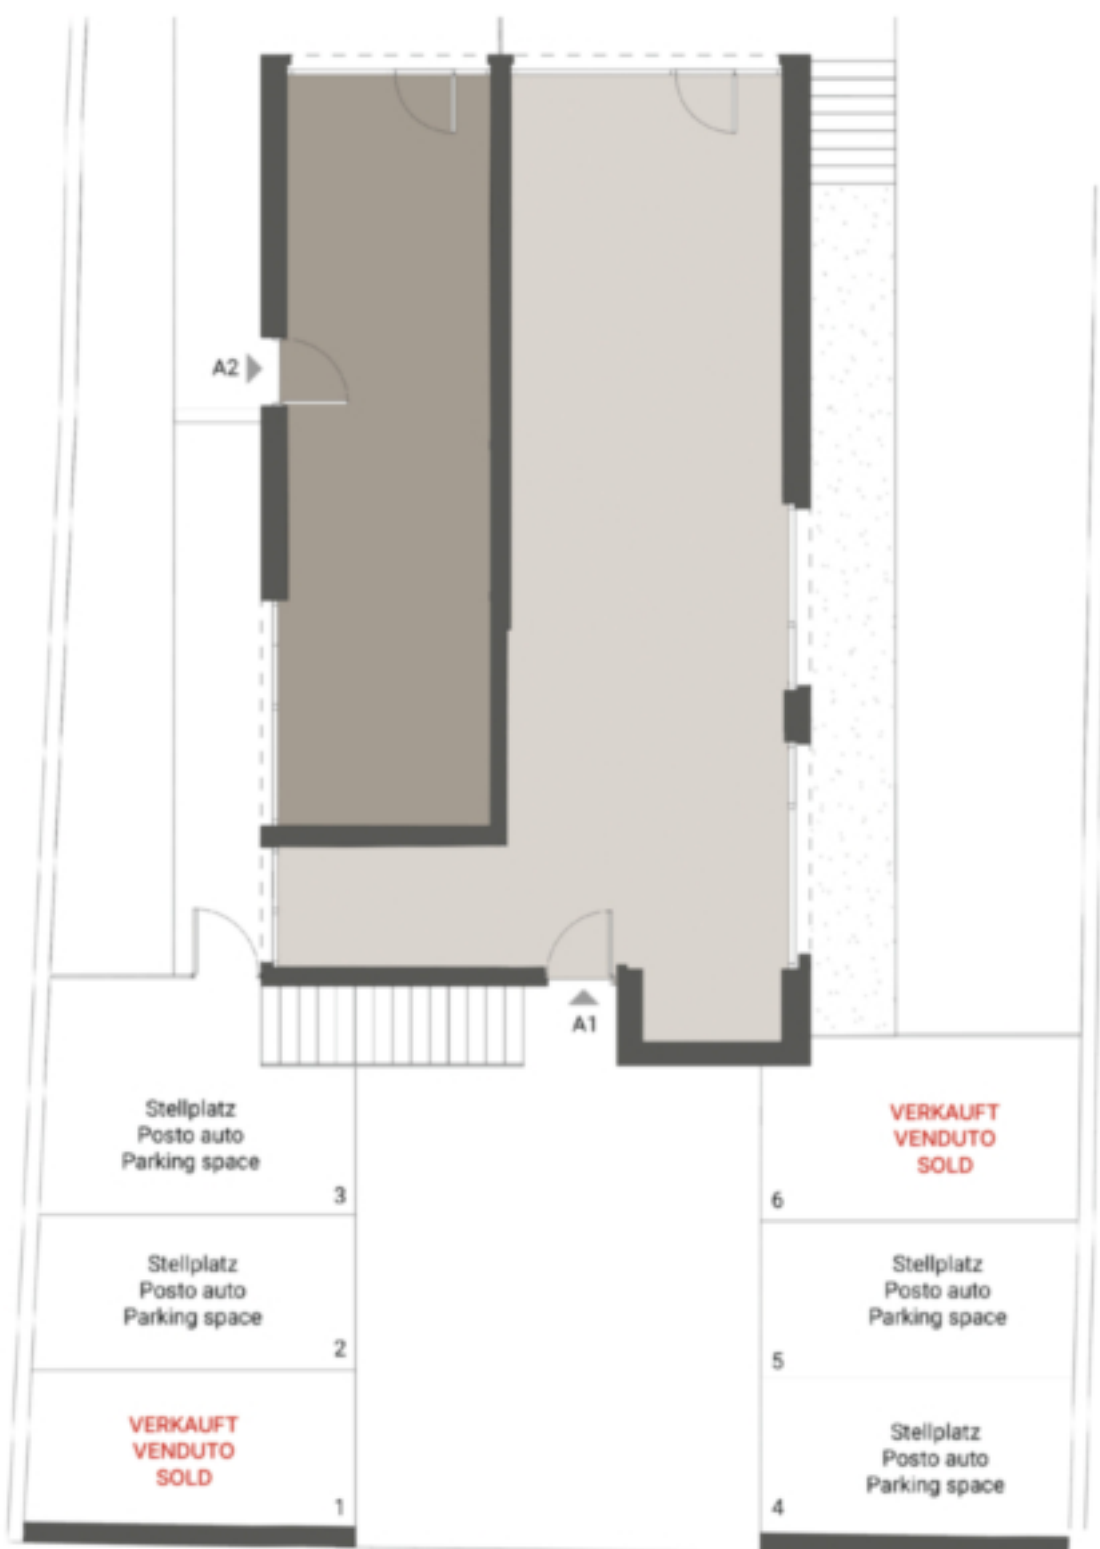 A2
A1
Stellplatz
Posto auto
Parking space
3
VERKAUFT
VENDUTO
SOLD
6
Stellplatz
Posto auto
Parking space
2
Stellplatz
Posto auto
Parking space
5
VERKAUFT
VENDUTO
SOLD
1
Stellplatz
Posto auto
Parking space
4